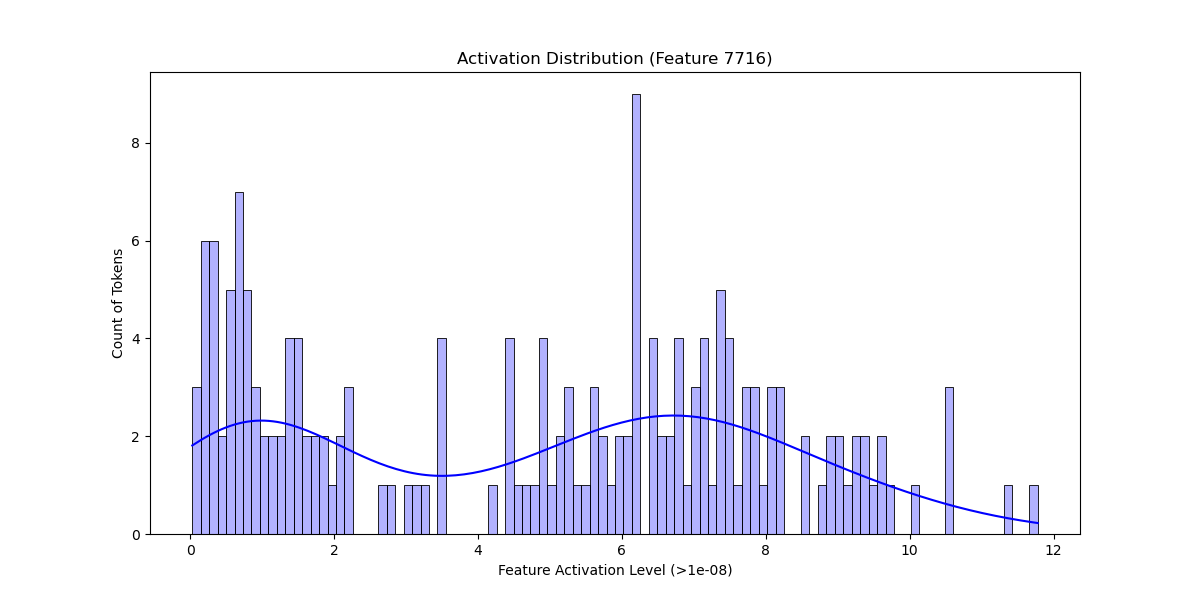 Activation Distribution (Feature 7716)
Count of Tokens
8
6
4
2
0
0 2 4 6 8 10 12
Feature Activation Level (>1e-08)